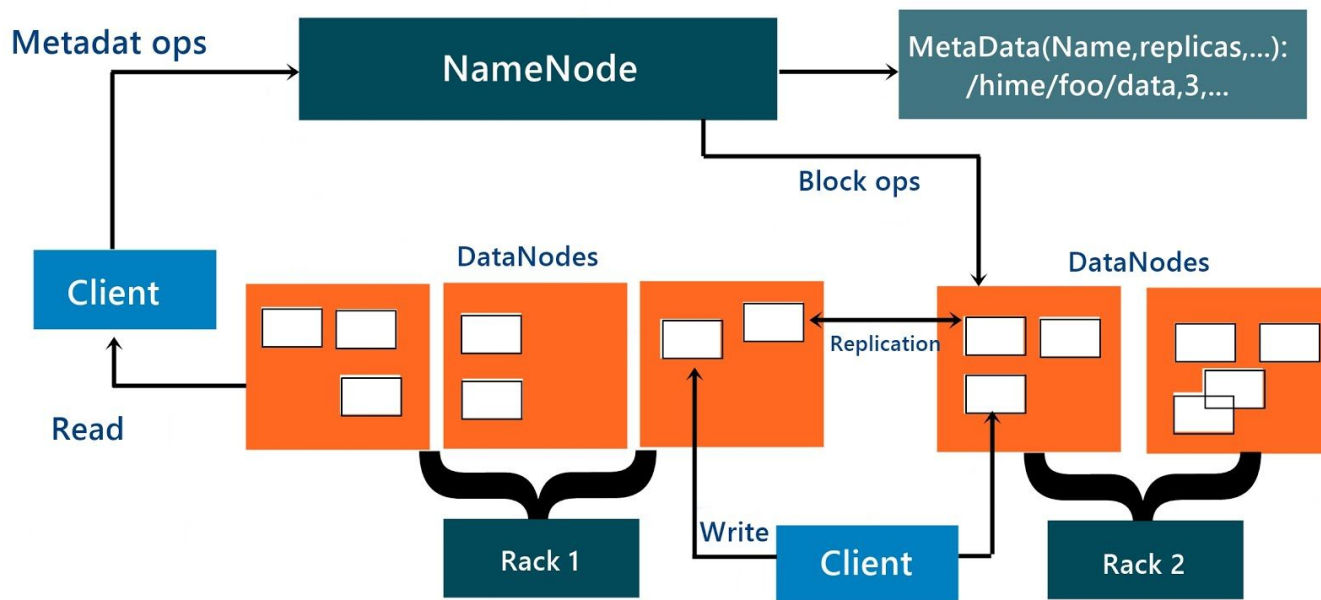 Metadat ops
NameNode
MetaData(Name,replicas,...):
/hime/foo/data,3,...
Block ops
Client
DataNodes
DataNodes
Replication
Read
Write
Rack 1
Client
Rack 2